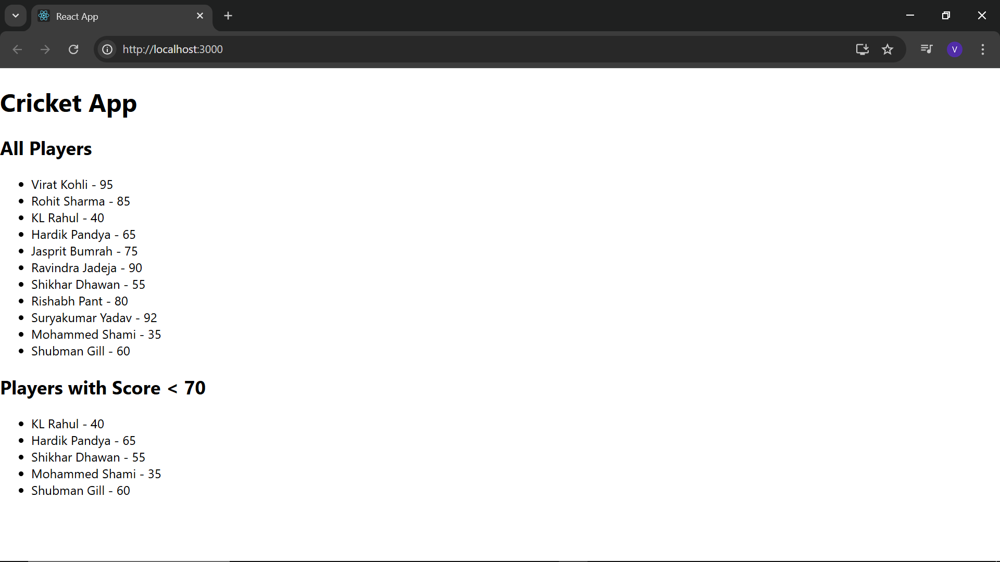 React App
http://localhost:3000
V
Cricket App
All Players
Virat Kohli - 95
Rohit Sharma - 85
KL Rahul - 40
Hardik Pandya - 65
Jasprit Bumrah - 75
Ravindra Jadeja - 90
Shikhar Dhawan - 55
Rishabh Pant - 80
Suryakumar Yadav - 92
Mohammed Shami - 35
Shubman Gill - 60
Players with Score < 70
KL Rahul - 40
Hardik Pandya - 65
Shikhar Dhawan - 55
Mohammed Shami - 35
Shubman Gill - 60